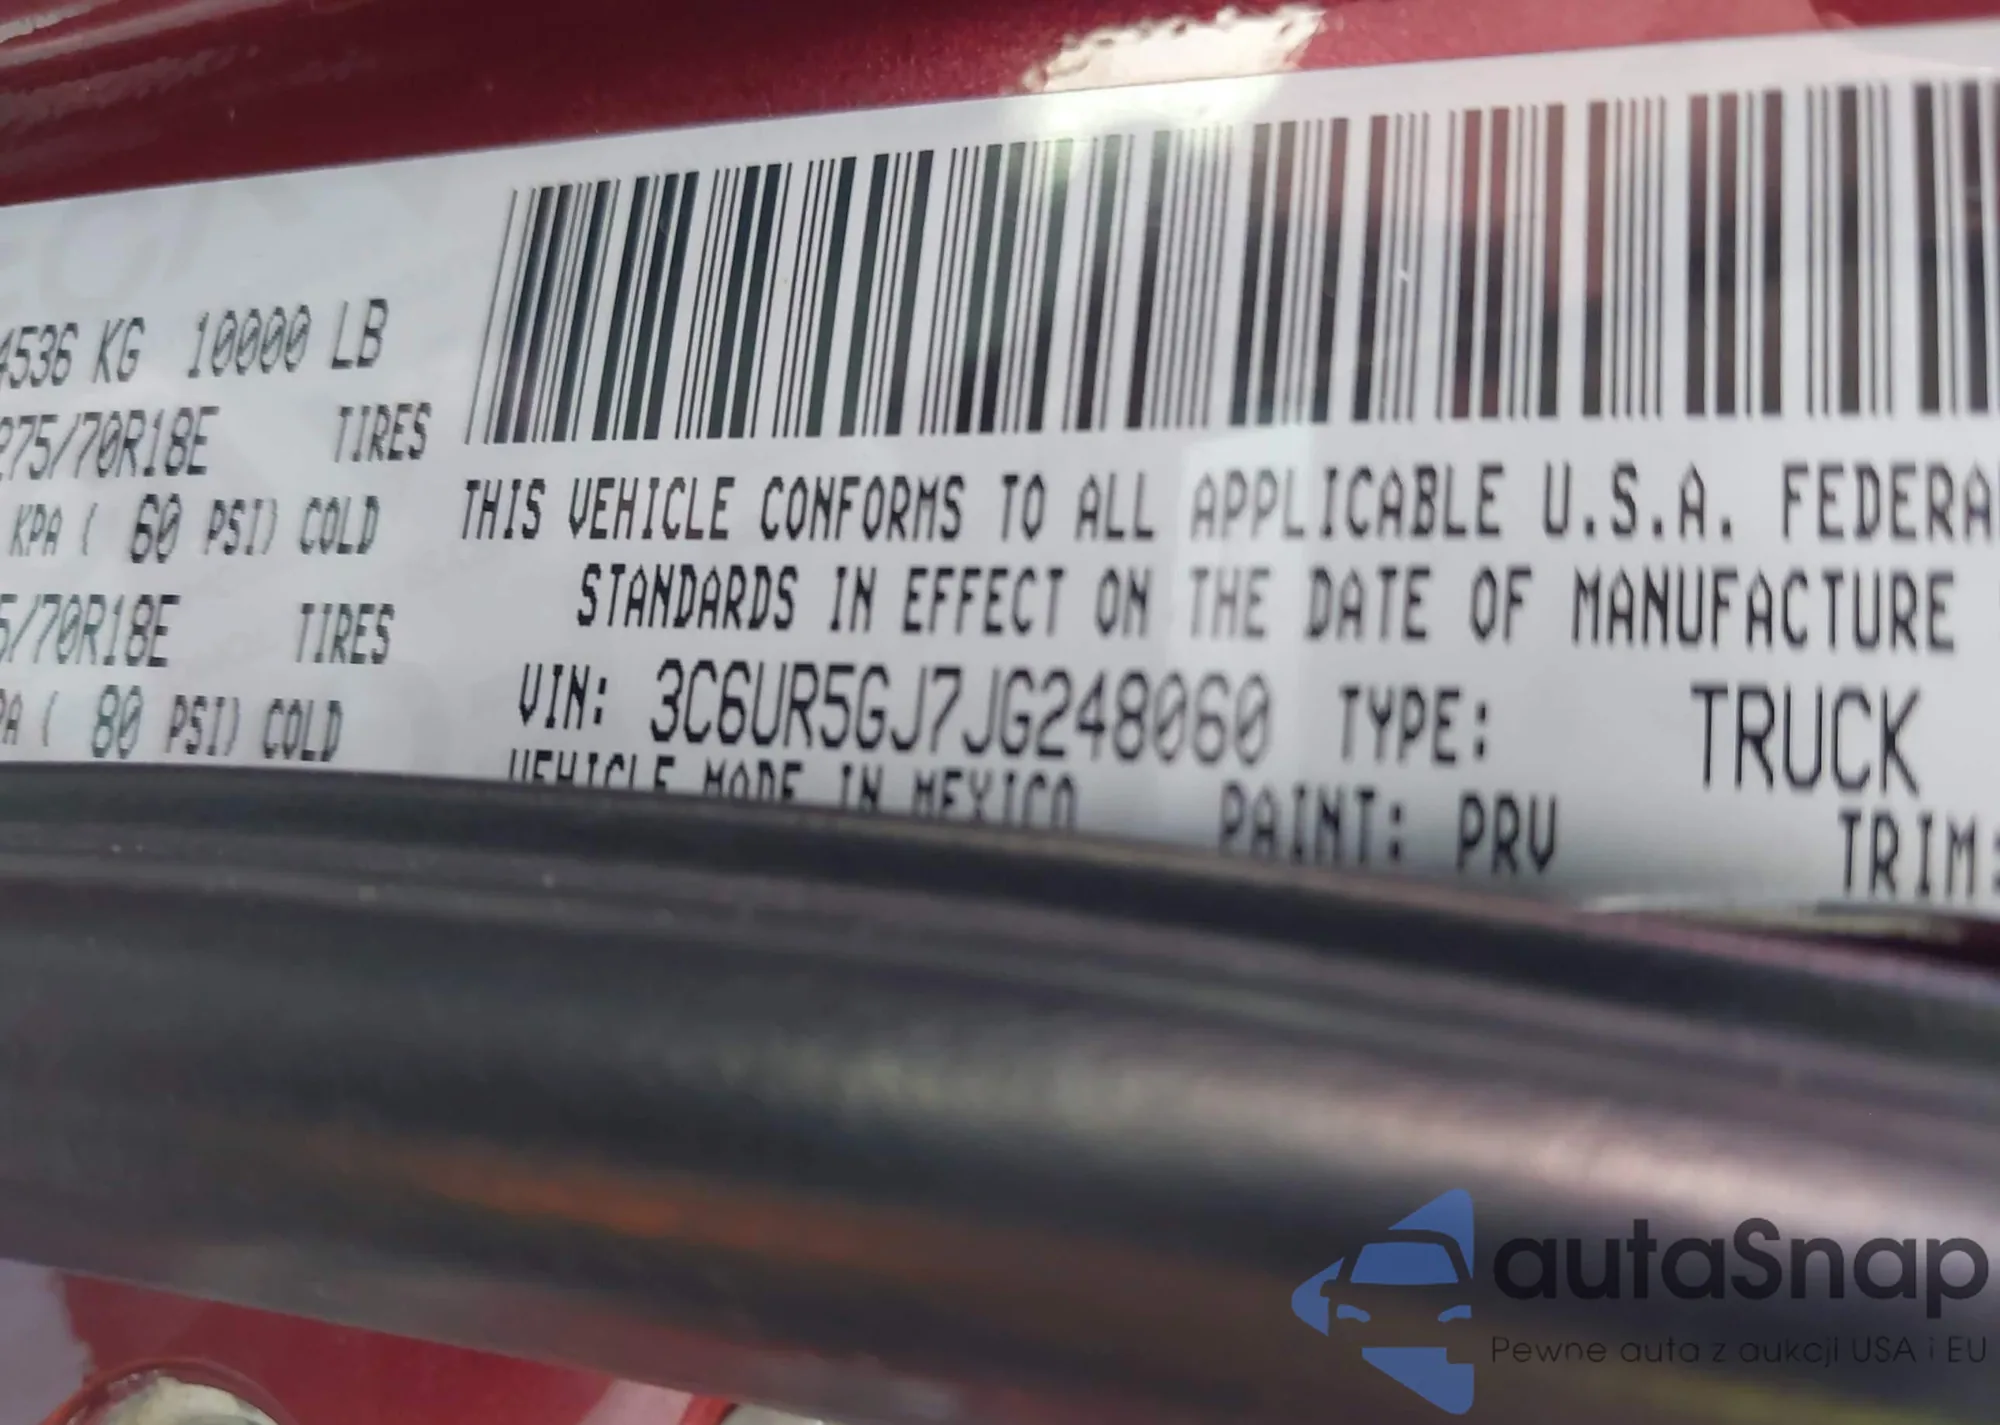 4536 KG 10000 LB
275/70R18E TIRES
KPA ( 60 PSI) COLD
5/70R18E TIRES
PA ( 80 PSI) COLD
THIS VEHICLE CONFORMS TO ALL APPLICABLE U.S.A. FEDERA
STANDARDS IN EFFECT ON THE DATE OF MANUFACTURE
VIN: 3C6UR5GJ7JG248060 TYPE: TRUCK
VEHICLE MADE IN MEXICO PAINT: PRV TRIM:
autaSnap
Pewne auta z aukcji USA i EU